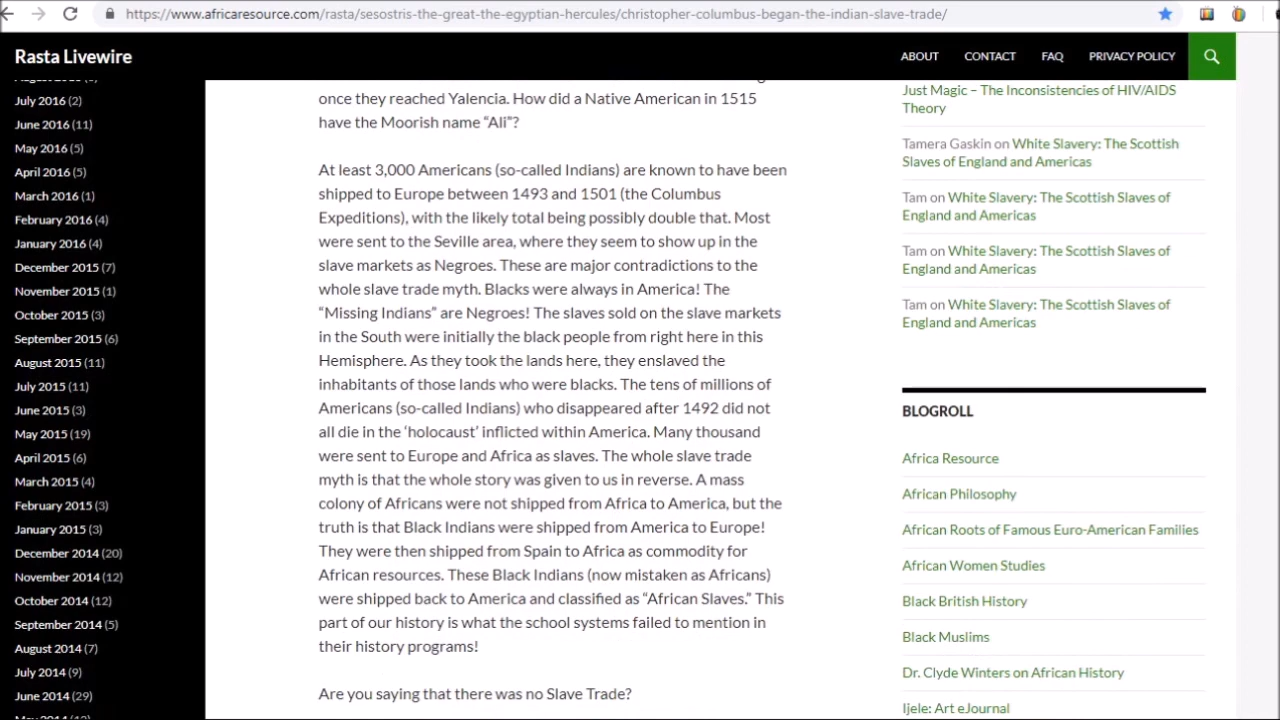 https://www.africaresource.com/rasta/sesostris-the-great-the-egyptian-hercules/christopher-columbus-began-the-indian-slave-trade/
Rasta Livewire
ABOUT
CONTACT
FAQ
PRIVACY POLICY
July 2016 (2)
June 2016 (11)
May 2016 (5)
April 2016 (5)
March 2016 (1)
February 2016 (4)
January 2016 (4)
December 2015 (7)
November 2015 (1)
October 2015 (3)
September 2015 (6)
August 2015 (11)
July 2015 (11)
June 2015 (3)
May 2015 (19)
April 2015 (6)
March 2015 (4)
February 2015 (3)
January 2015 (3)
December 2014 (20)
November 2014 (12)
October 2014 (12)
September 2014 (5)
August 2014 (7)
July 2014 (9)
June 2014 (29)
once they reached Yalencia. How did a Native American in 1515
have the Moorish name “Ali”?
At least 3,000 Americans (so-called Indians) are known to have been
shipped to Europe between 1493 and 1501 (the Columbus
Expeditions), with the likely total being possibly double that. Most
were sent to the Seville area, where they seem to show up in the
slave markets as Negroes. These are major contradictions to the
whole slave trade myth. Blacks were always in America! The
“Missing Indians” are Negroes! The slaves sold on the slave markets
in the South were initially the black people from right here in this
Hemisphere. As they took the lands here, they enslaved the
inhabitants of those lands who were blacks. The tens of millions of
Americans (so-called Indians) who disappeared after 1492 did not
all die in the ‘holocaust’ inflicted within America. Many thousand
were sent to Europe and Africa as slaves. The whole slave trade
myth is that the whole story was given to us in reverse. A mass
colony of Africans were not shipped from Africa to America, but the
truth is that Black Indians were shipped from America to Europe!
They were then shipped from Spain to Africa as commodity for
African resources. These Black Indians (now mistaken as Africans)
were shipped back to America and classified as “African Slaves.” This
part of our history is what the school systems failed to mention in
their history programs!
Are you saying that there was no Slave Trade?
Just Magic – The Inconsistencies of HIV/AIDS
Theory
Tamera Gaskin on White Slavery: The Scottish
Slaves of England and Americas
Tam on White Slavery: The Scottish Slaves of
England and Americas
Tam on White Slavery: The Scottish Slaves of
England and Americas
Tam on White Slavery: The Scottish Slaves of
England and Americas
BLOGROLL
Africa Resource
African Philosophy
African Roots of Famous Euro-American Families
African Women Studies
Black British History
Black Muslims
Dr. Clyde Winters on African History
Ijele: Art eJournal